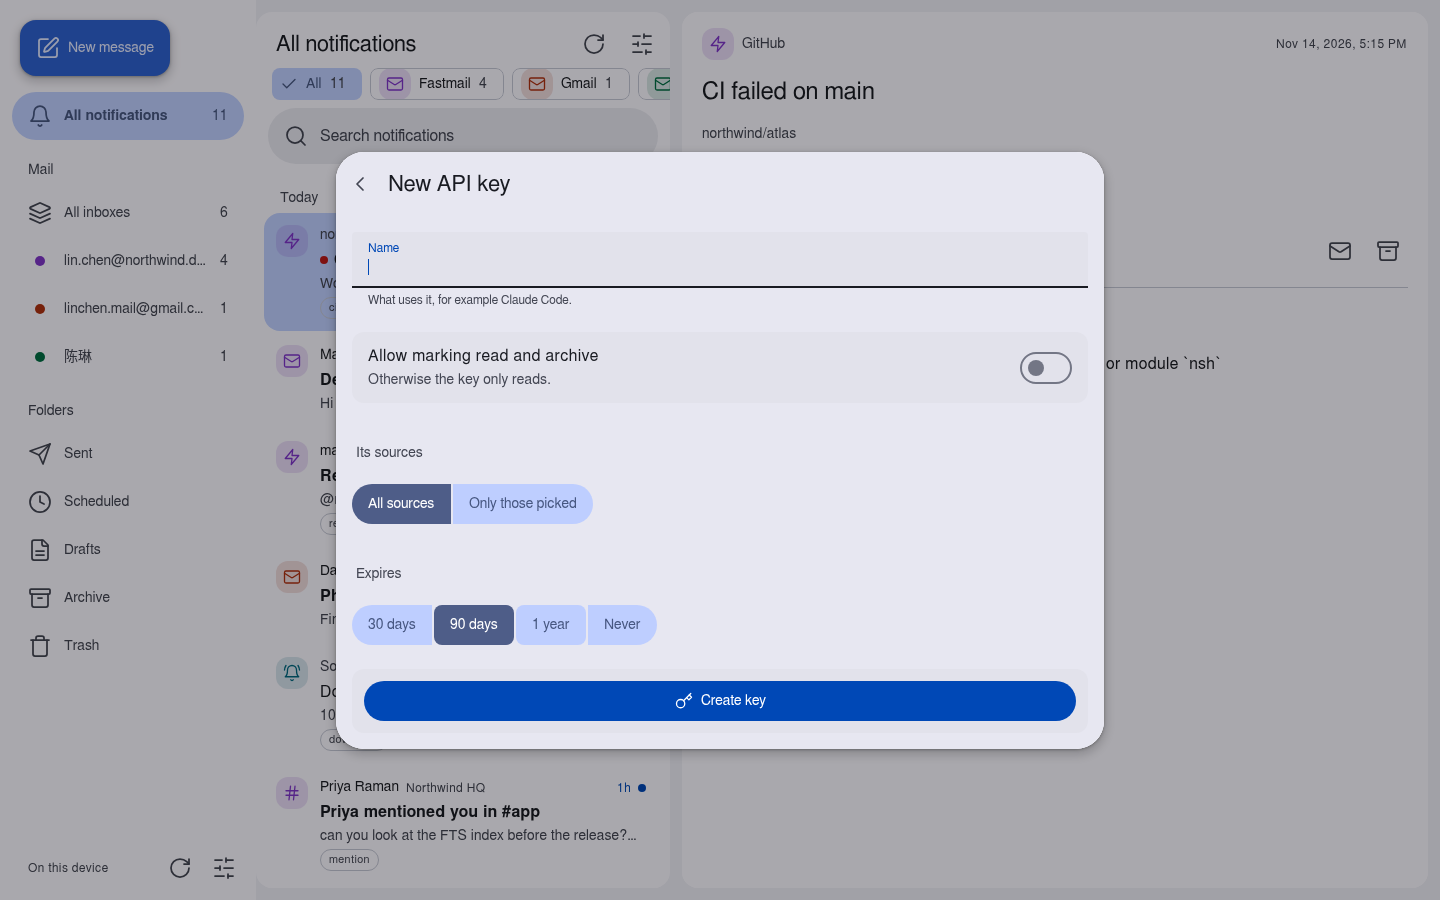 New message
All notifications 11
Mail
All inboxes 6
lin.chen@northwind.d... 4
linchen.mail@gmail.c... 1
陈琳 1
Folders
Sent
Scheduled
Drafts
Archive
Trash
On this device
All notifications
All 11
Fastmail 4
Gmail 1
Search notifications
Today
Priya Raman Northwind HQ 1h
Priya mentioned you in #app
can you look at the FTS index before the release?...
mention
GitHub
Nov 14, 2026, 5:15 PM
CI failed on main
northwind/atlas
or module `nsh`
New API key
Name
What uses it, for example Claude Code.
Allow marking read and archive
Otherwise the key only reads.
Its sources
All sources
Only those picked
Expires
30 days
90 days
1 year
Never
Create key